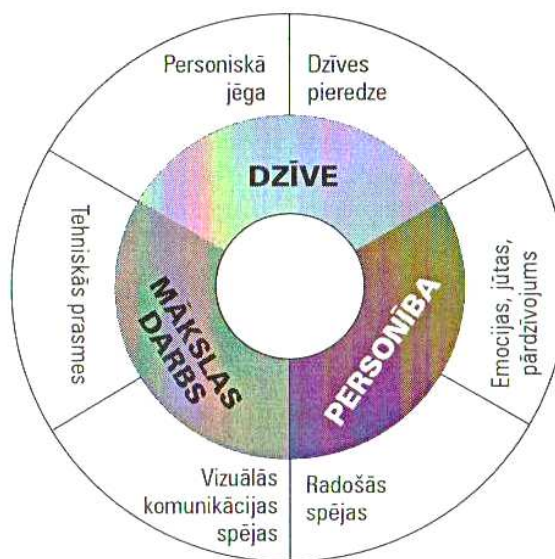 Personiskā
jēga
Dzīves
pieredze
DZĪVE
Tehniskās prasmes
MĀKSLAS
DARBS
PERSONĪBA
Emocijas, jūtas,
pārdzīvojums
Vizuālās
komunikācijas
spējas
Radošās
spējas